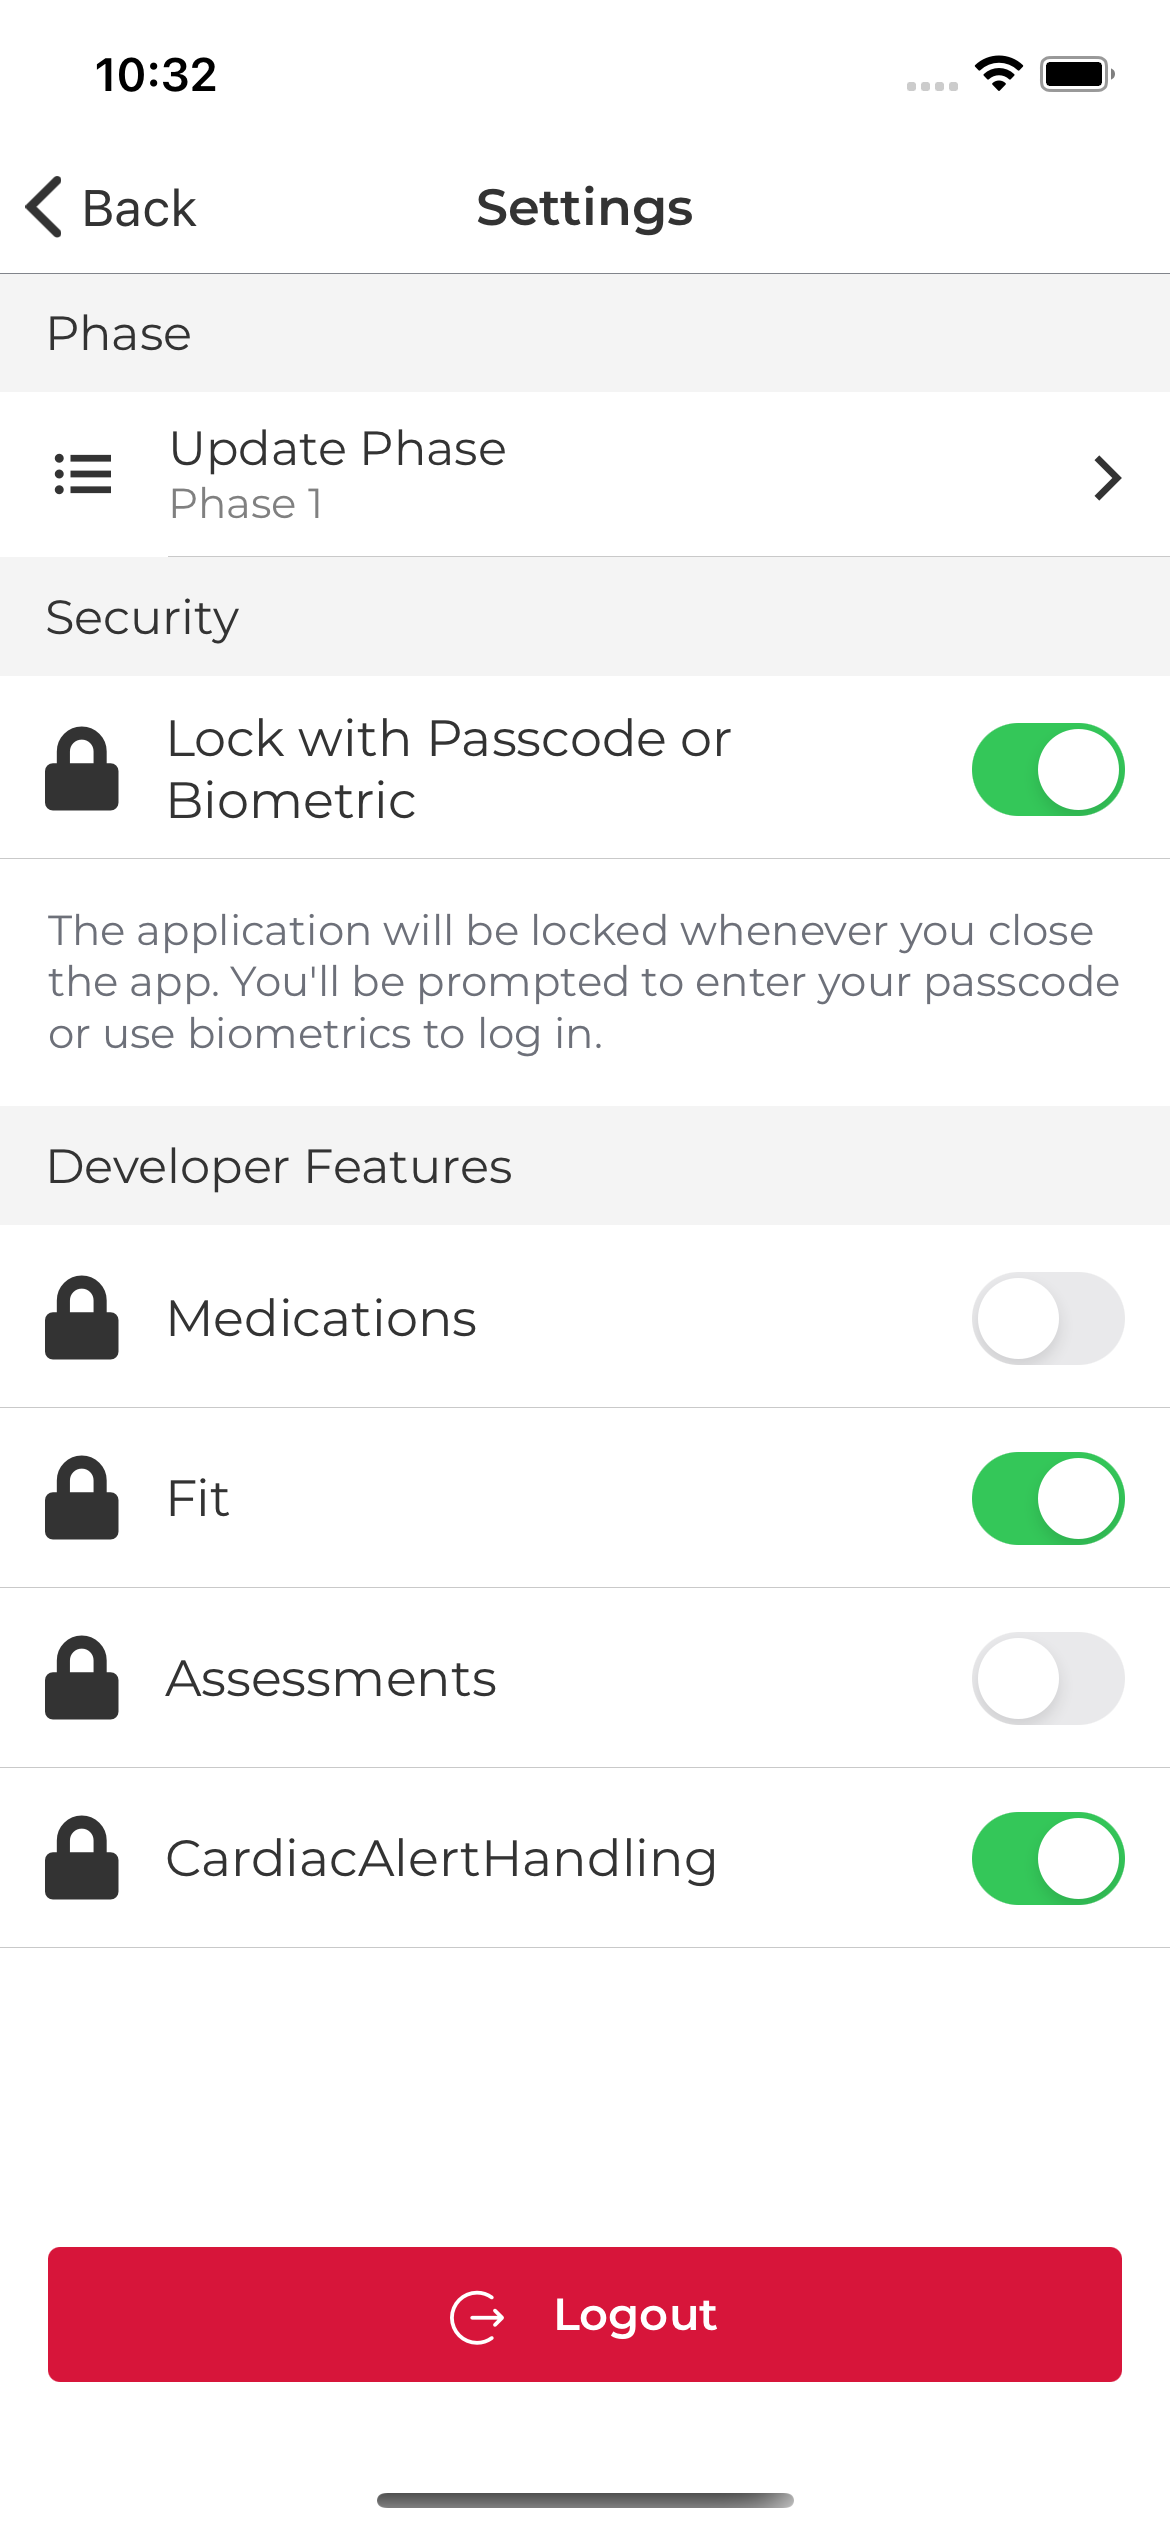 10:32
Back
Settings
Phase
Update Phase
Phase 1
Security
Lock with Passcode or
Biometric
The application will be locked whenever you close
the app. You'll be prompted to enter your passcode
or use biometrics to log in.
Developer Features
Medications
Fit
Assessments
CardiacAlertHandling
Logout